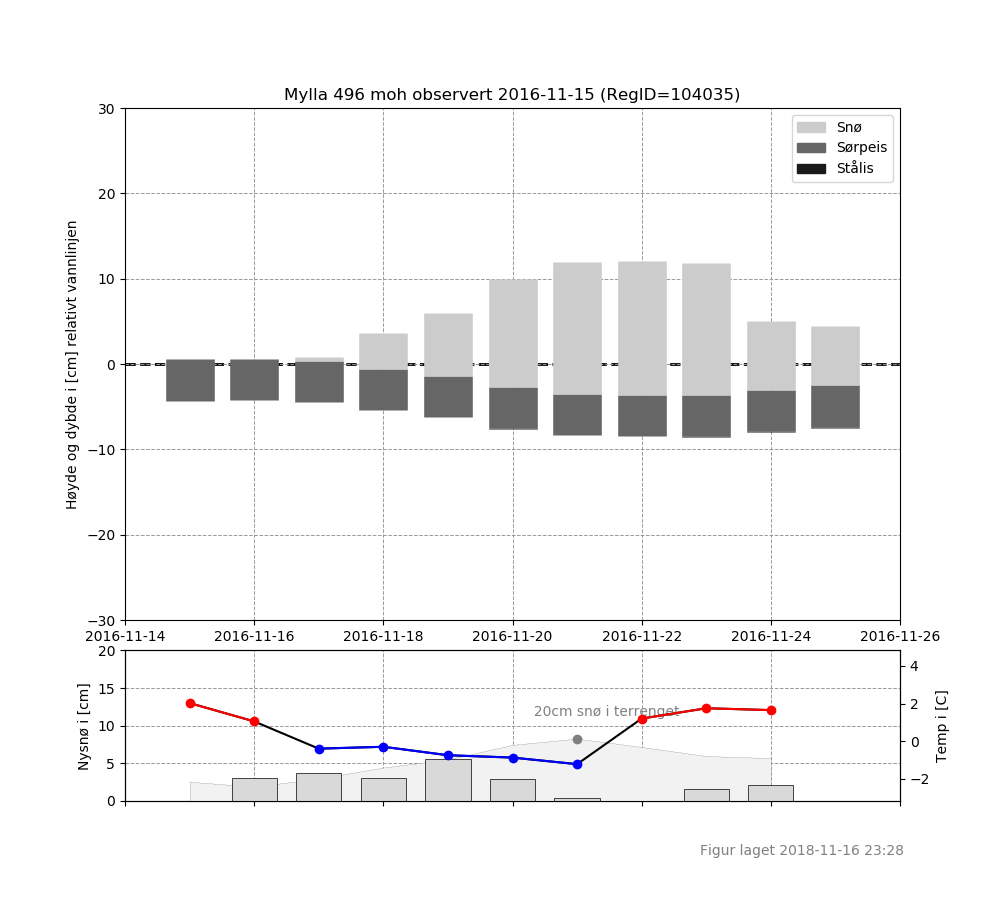 Mylla 496 moh observert 2016-11-15 (RegID=104035)
Høyde og dybde i [cm] relativt vannlinjen
30
20
10
0
−10
−20
−30
Snø
Sørpeis
Stålis
2016-11-14 2016-11-16 2016-11-18 2016-11-20 2016-11-22 2016-11-24 2016-11-26
Nysnø i [cm]
20
15
10
5
0
20cm snø i terrenget
4
2
0
−2
Temp i [C]
Figur laget 2018-11-16 23:28